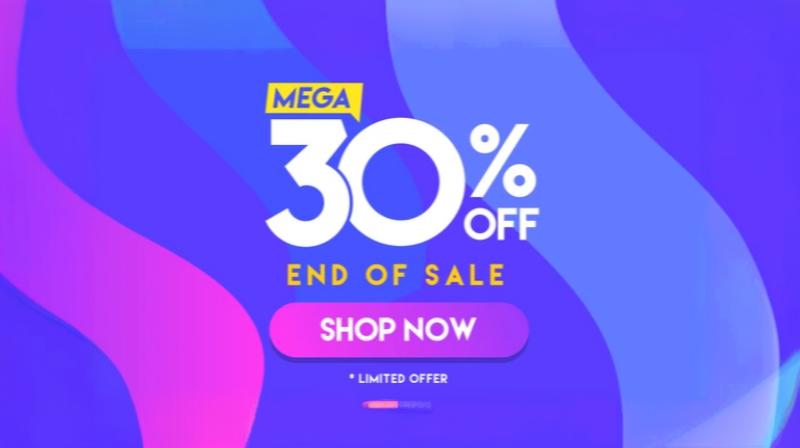 MEGA
30%
OFF
END OF SALE
SHOP NOW
* LIMITED OFFER